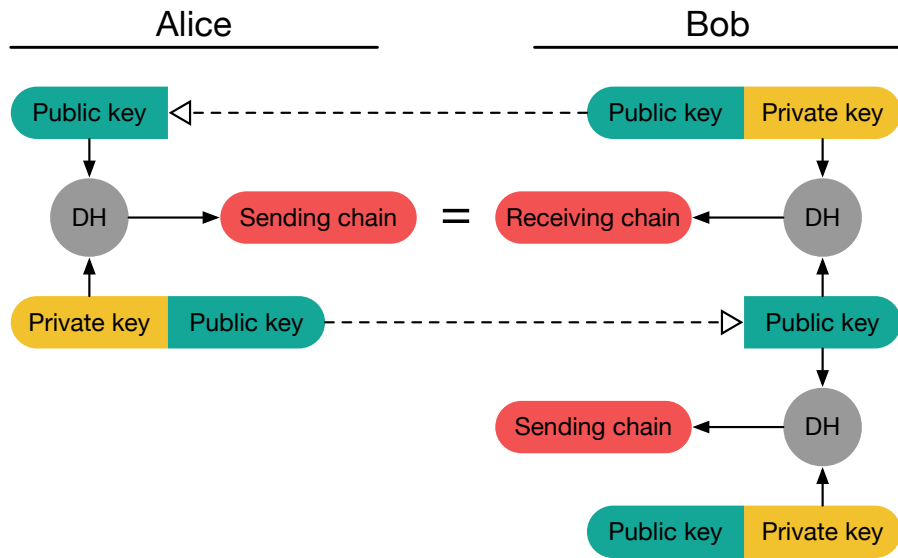 Alice
Bob
Public key
Public key
Private key
DH
Sending chain
=
Receiving chain
DH
Private key
Public key
Public key
Sending chain
DH
Public key
Private key